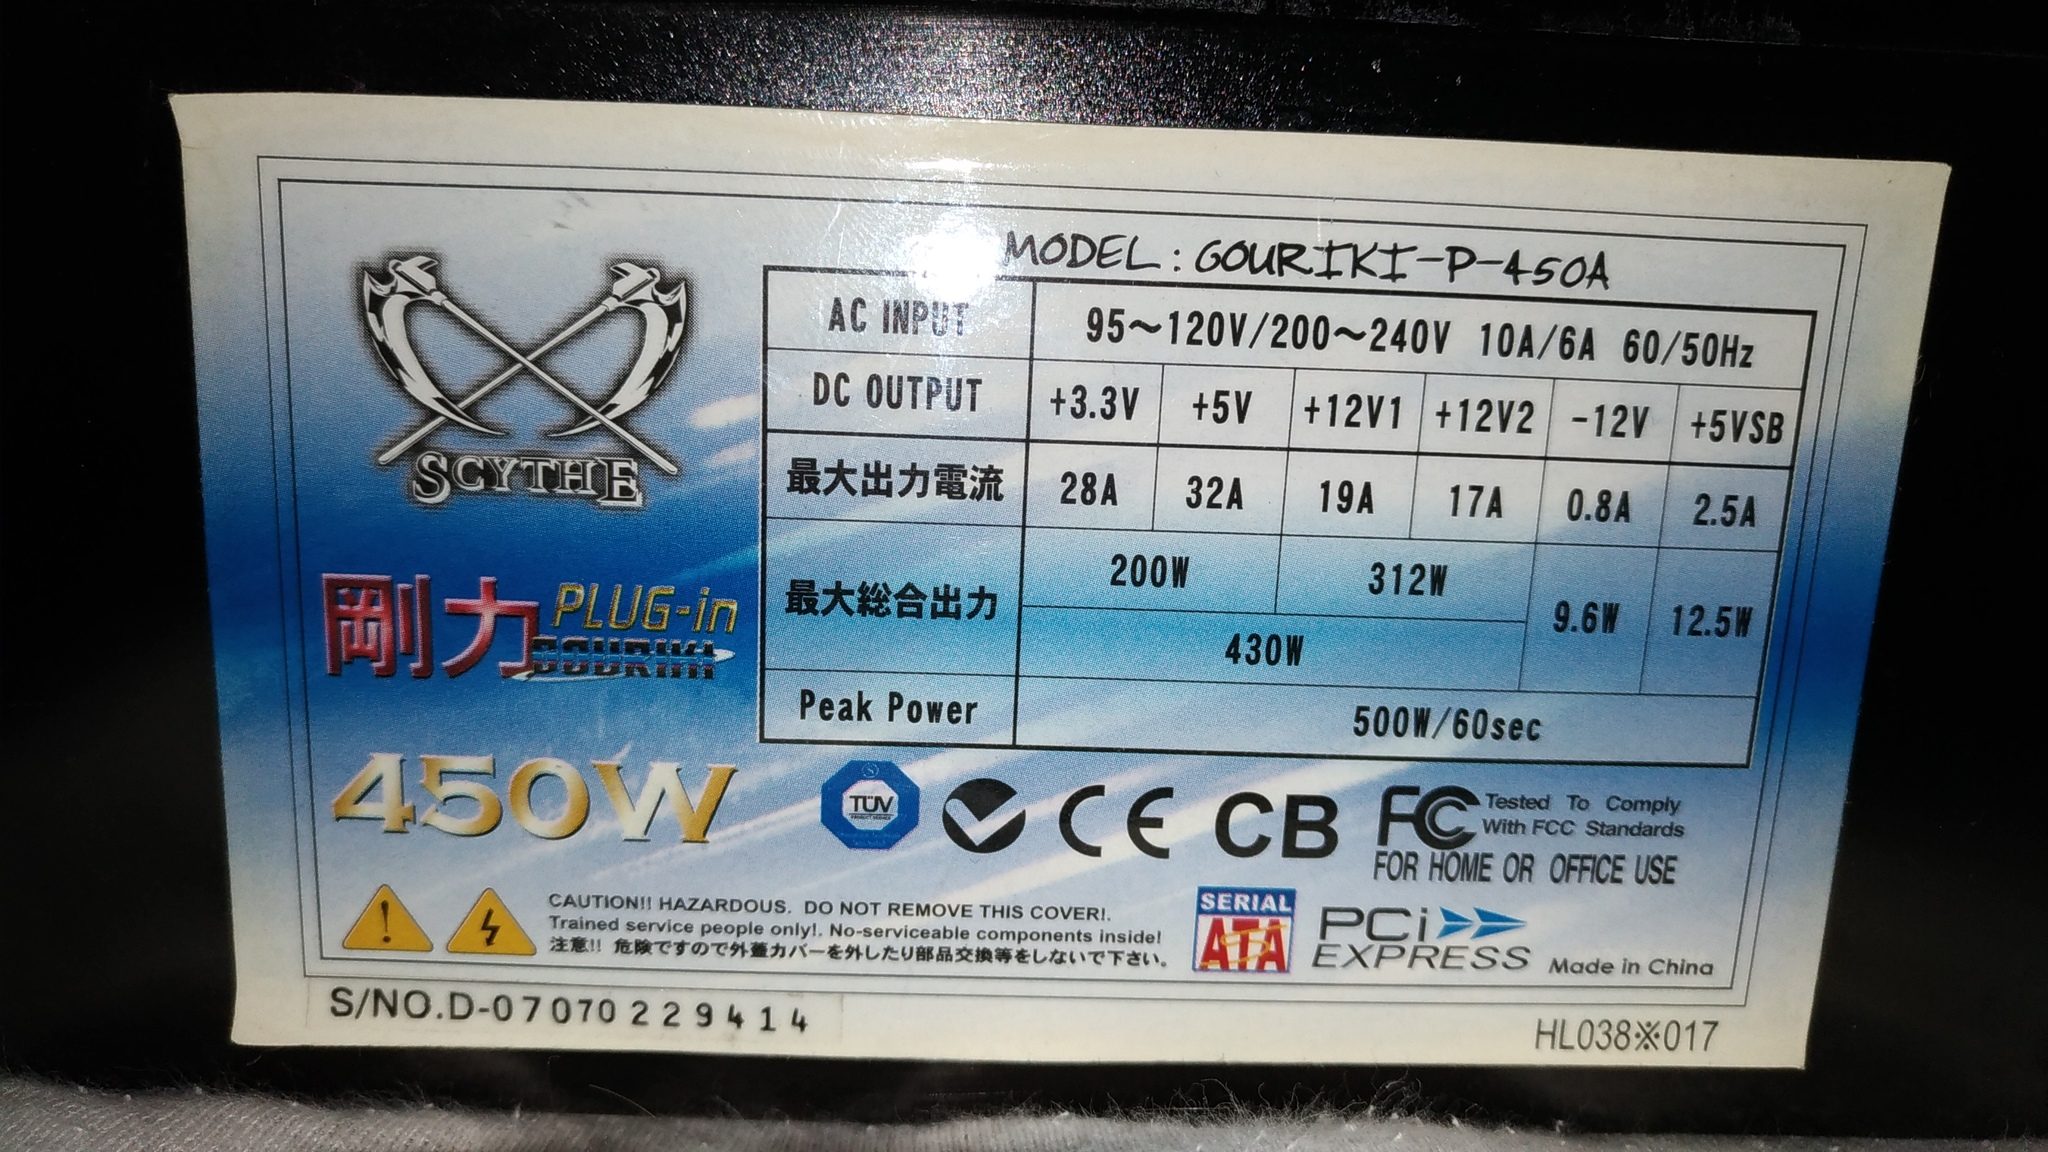 MODEL : GOURIKI-P-450A
SCYTHE
剛力 PLUG-in
GOURIKI
450W
AC INPUT 95～120V/200～240V 10A/6A 60/50Hz
DC OUTPUT +3.3V +5V +12V1 +12V2 -12V +5VSB
最大出力電流 28A 32A 19A 17A 0.8A 2.5A
最大総合出力 200W 312W 9.6W 12.5W
430W
Peak Power 500W/60sec
TÜV
PRODUCT SERVICE
CE CB FC Tested To Comply
With FCC Standards
FOR HOME OR OFFICE USE
CAUTION!! HAZARDOUS. DO NOT REMOVE THIS COVER!.
Trained service people only!. No-serviceable components inside!
注意!! 危険ですので外蓋カバーを外したり部品交換等をしないで下さい。
SERIAL
ATA
PCi
EXPRESS
Made in China
S/NO.D-07070229414
HL038※017